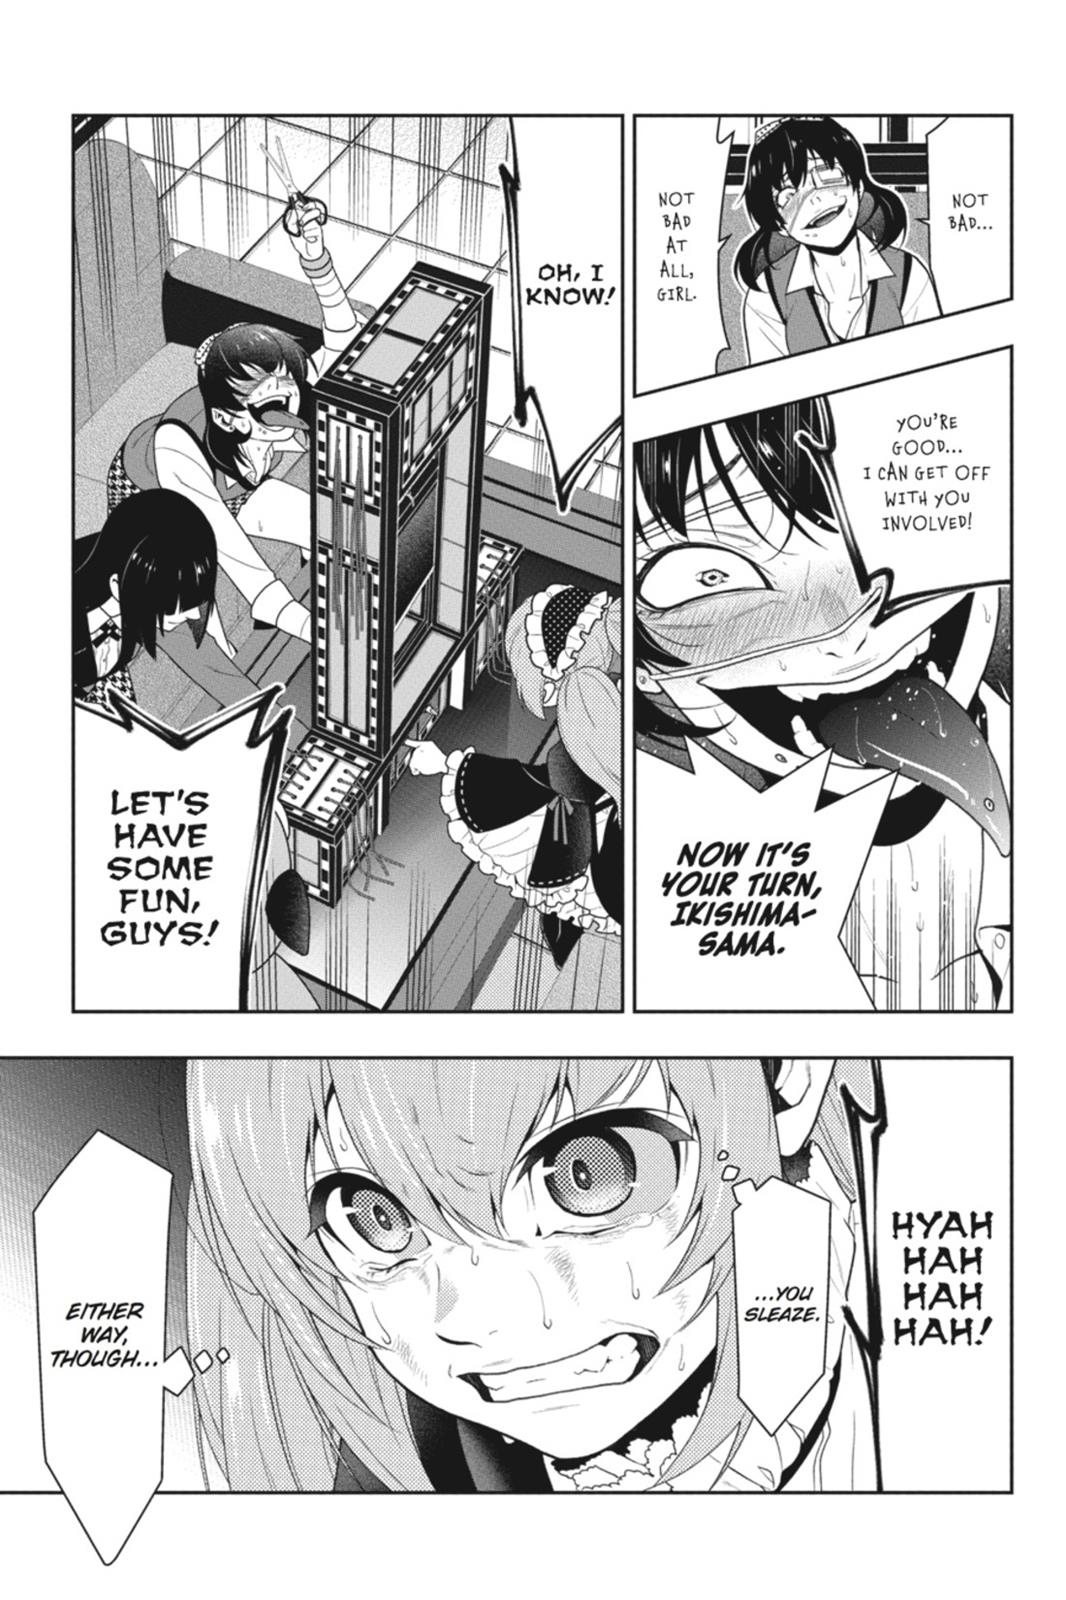 NOT
BAD...
NOT
BAD
AT
ALL,
GIRL.
YOU'RE
GOOD...
I CAN GET OFF
WITH YOU
INVOLVED!
NOW IT'S
YOUR TURN,
IKISHIMA-
SAMA.
OH, I
KNOW!
LET'S
HAVE
SOME
FUN,
GUYS!
HYAH
HAH
HAH
HAH!
...YOU
SLEAZE.
EITHER
WAY,
THOUGH...